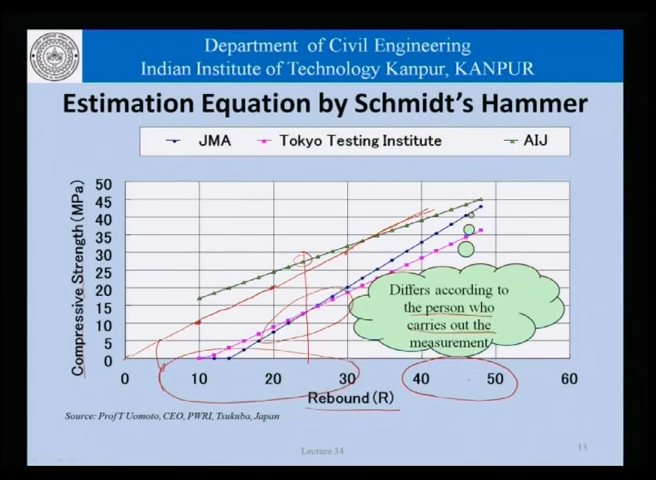 Department of Civil Engineering
Indian Institute of Technology Kanpur, KANPUR
Estimation Equation by Schmidt's Hammer
JMA Tokyo Testing Institute AIJ
Compressive Strength (MPa)
50
45
40
35
30
25
20
15
10
5
0
Differs according to
the person who
carries out the
measurement
0 10 20 30 40 50 60
Rebound (R)
Source: Prof T Uomoto, CEO, PWRI, Tsukuba, Japan
Lecture 34
13